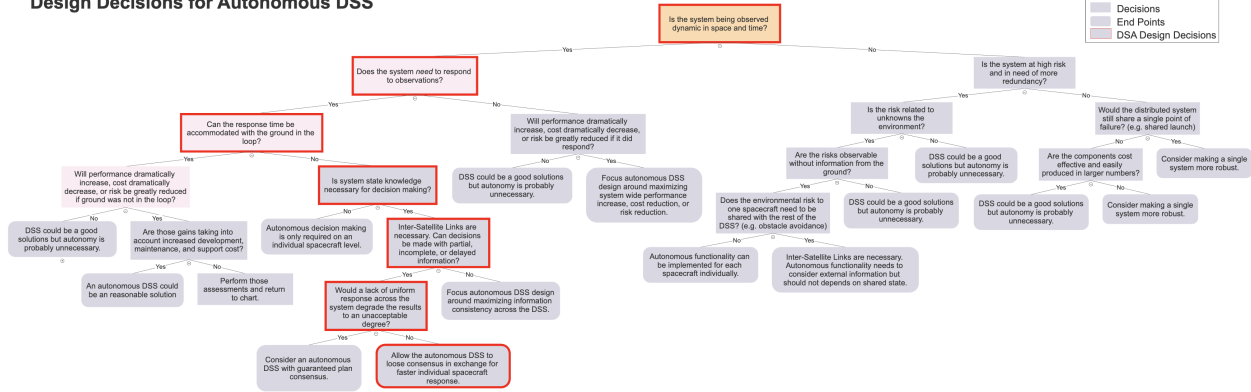 Design Decisions for Autonomous DSS
Decisions
End Points
DSA Design Decisions
Is the system being observed
dynamic in space and time?
Yes
No
Does the system need to respond
to observations?
Is the system at high risk
and in need of more
redundancy?
Yes
No
Yes
No
Can the response time be
accommodated with the ground in the
loop?
Will performance dramatically
increase, cost dramatically decrease,
or risk be greatly reduced if it did
respond?
Is the risk related to
unknowns the
environment?
Would the distributed system
still share a single point of
failure? (e.g. shared launch)
Yes
No
No
Yes
Yes
No
No
Yes
Will performance dramatically
increase, cost dramatically
decrease, or risk be greatly reduced
if ground was not in the loop?
Is system state knowledge
necessary for decision making?
DSS could be a good solutions
but autonomy is probably
unnecessary.
Focus autonomous DSS
design around maximizing
system wide performance
increase, cost reduction, or
risk reduction.
Are the risks observable
without information from the
ground?
DSS could be a good
solutions but autonomy is
probably unnecessary.
Are the components cost
effective and easily
produced in larger numbers?
Consider making a single
system more robust.
No
Yes
No
Yes
Yes
No
Yes
No
DSS could be a good
solutions but autonomy is
probably unnecessary.
Are those gains taking into
account increased development,
maintenance, and support cost?
Autonomous decision making
is only required on an
individual spacecraft level.
Inter-Satellite Links are
necessary. Can decisions
be made with partial,
incomplete, or delayed
information?
Does the environmental risk to
one spacecraft need to be
shared with the rest of the
DSS? (e.g. obstacle avoidance)
DSS could be a good solutions
but autonomy is probably
unnecessary.
DSS could be a good solutions
but autonomy is probably
unnecessary.
Consider making a single
system more robust.
Yes
No
Yes
No
No
Yes
An autonomous DSS could
be an reasonable solution
Perform those
assessments and return
to chart.
Would a lack of uniform
response across the
system degrade the results
to an unacceptable
degree?
Focus autonomous DSS design
around maximizing information
consistency across the DSS.
Autonomous functionality can
be implemented for each
spacecraft individually.
Inter-Satellite Links are necessary.
Autonomous functionality needs to
consider external information but
should not depends on shared state.
Yes
No
Consider an autonomous
DSS with guaranteed plan
consensus.
Allow the autonomous DSS to
loose consensus in exchange for
faster individual spacecraft
response.